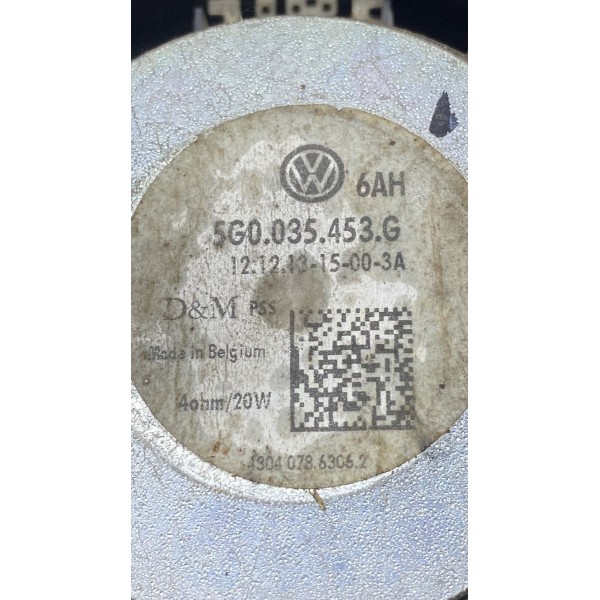 VW 6AH
5G0.035.453.G
12.12.13-15-00-3A
D&M PSS
Made in Belgium
4ohm/20W
4304 078 6306.2